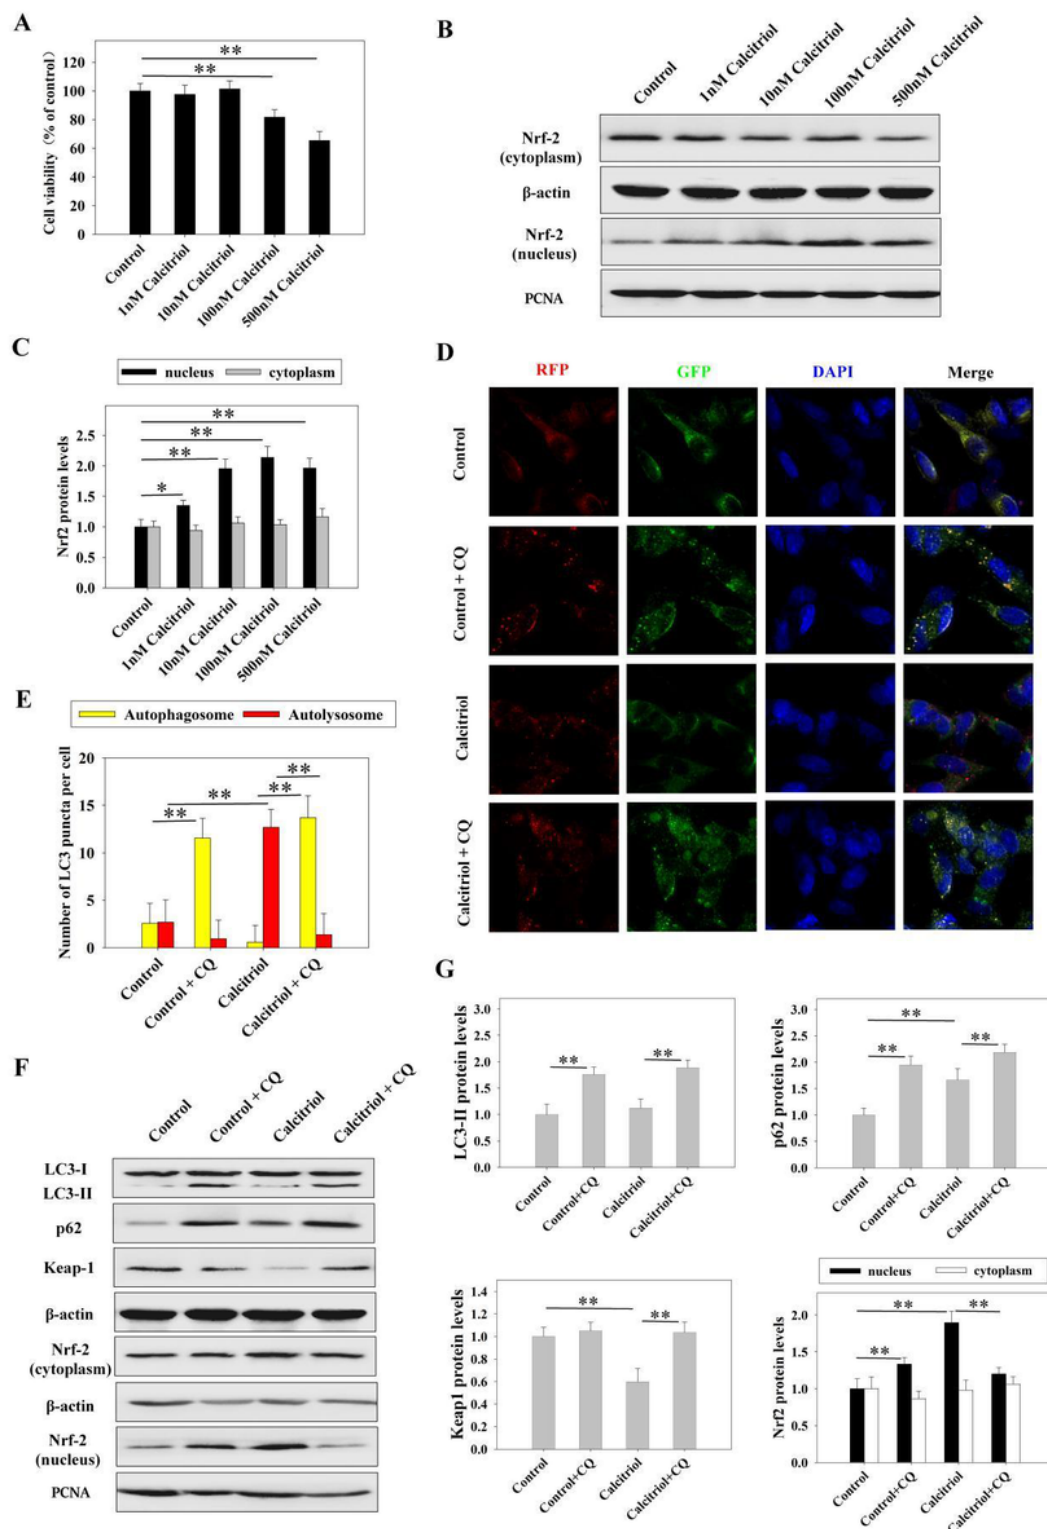 A
Cell viability (% of control)
120
100
80
60
40
20
0
**
**
Control
1nM Calcitriol
10nM Calcitriol
100nM Calcitriol
500nM Calcitriol
B
Control
1nM Calcitriol
10nM Calcitriol
100nM Calcitriol
500nM Calcitriol
Nrf-2
(cytoplasm)
β-actin
Nrf-2
(nucleus)
PCNA
C
nucleus cytoplasm
Nrf2 protein levels
2.5
2.0
1.5
1.0
0.5
0.0
**
**
**
*
Control
1nM Calcitriol
10nM Calcitriol
100nM Calcitriol
500nM Calcitriol
D
RFP GFP DAPI Merge
Control
Control + CQ
Calcitriol
Calcitriol + CQ
E
Autophagosome Autolysosome
Number of LC3 puncta per cell
20
15
10
5
0
**
**
**
**
Control
Control + CQ
Calcitriol
Calcitriol + CQ
F
Control
Control + CQ
Calcitriol
Calcitriol + CQ
LC3-I
LC3-II
p62
Keap-1
β-actin
Nrf-2
(cytoplasm)
β-actin
Nrf-2
(nucleus)
PCNA
G
LC3-II protein levels
3.0
2.5
2.0
1.5
1.0
0.5
0.0
**
**
Control
Control+CQ
Calcitriol
Calcitriol+CQ
p62 protein levels
3.0
2.5
2.0
1.5
1.0
0.5
0.0
**
**
**
Control
Control+CQ
Calcitriol
Calcitriol+CQ
Keap1 protein levels
1.4
1.2
1.0
0.8
0.6
0.4
0.2
0.0
**
**
Control
Control+CQ
Calcitriol
Calcitriol+CQ
nucleus cytoplasm
Nrf2 protein levels
2.0
1.5
1.0
0.5
0.0
**
**
**
Control
Control+CQ
Calcitriol
Calcitriol+CQ